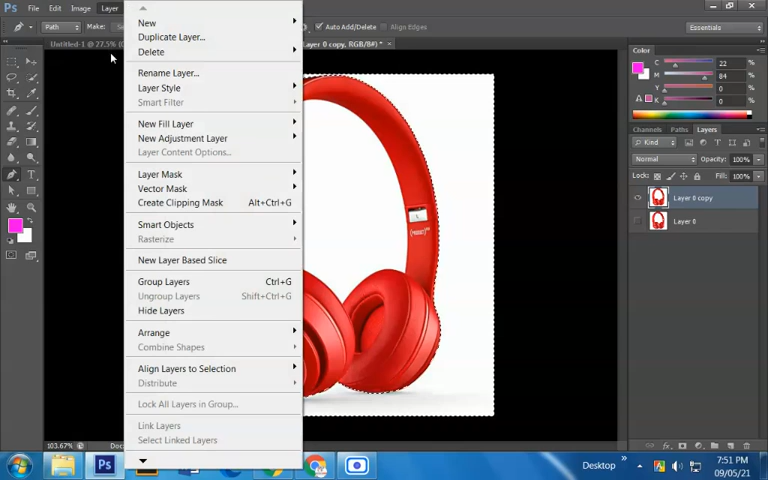 Ps File Edit Image Layer
Path Make: Auto Add/Delete Align Edges Essentials
Untitled-1 @ 27.5% Layer 0 copy, RGB/8#) * ×
New
Duplicate Layer...
Delete
Rename Layer...
Layer Style
Smart Filter
New Fill Layer
New Adjustment Layer
Layer Content Options...
Layer Mask
Vector Mask
Create Clipping Mask Alt+Ctrl+G
Smart Objects
Rasterize
New Layer Based Slice
Group Layers Ctrl+G
Ungroup Layers Shift+Ctrl+G
Hide Layers
Arrange
Combine Shapes
Align Layers to Selection
Distribute
Lock All Layers in Group...
Link Layers
Select Linked Layers
(PRODUCT)RED
Color
C 22 %
M 84 %
Y 0 %
K 0 %
Channels Paths Layers
Kind
Normal Opacity: 100%
Lock: Fill: 100%
Layer 0 copy
Layer 0
103.67% Doc:
Ps
Desktop »
7:51 PM
09/05/21